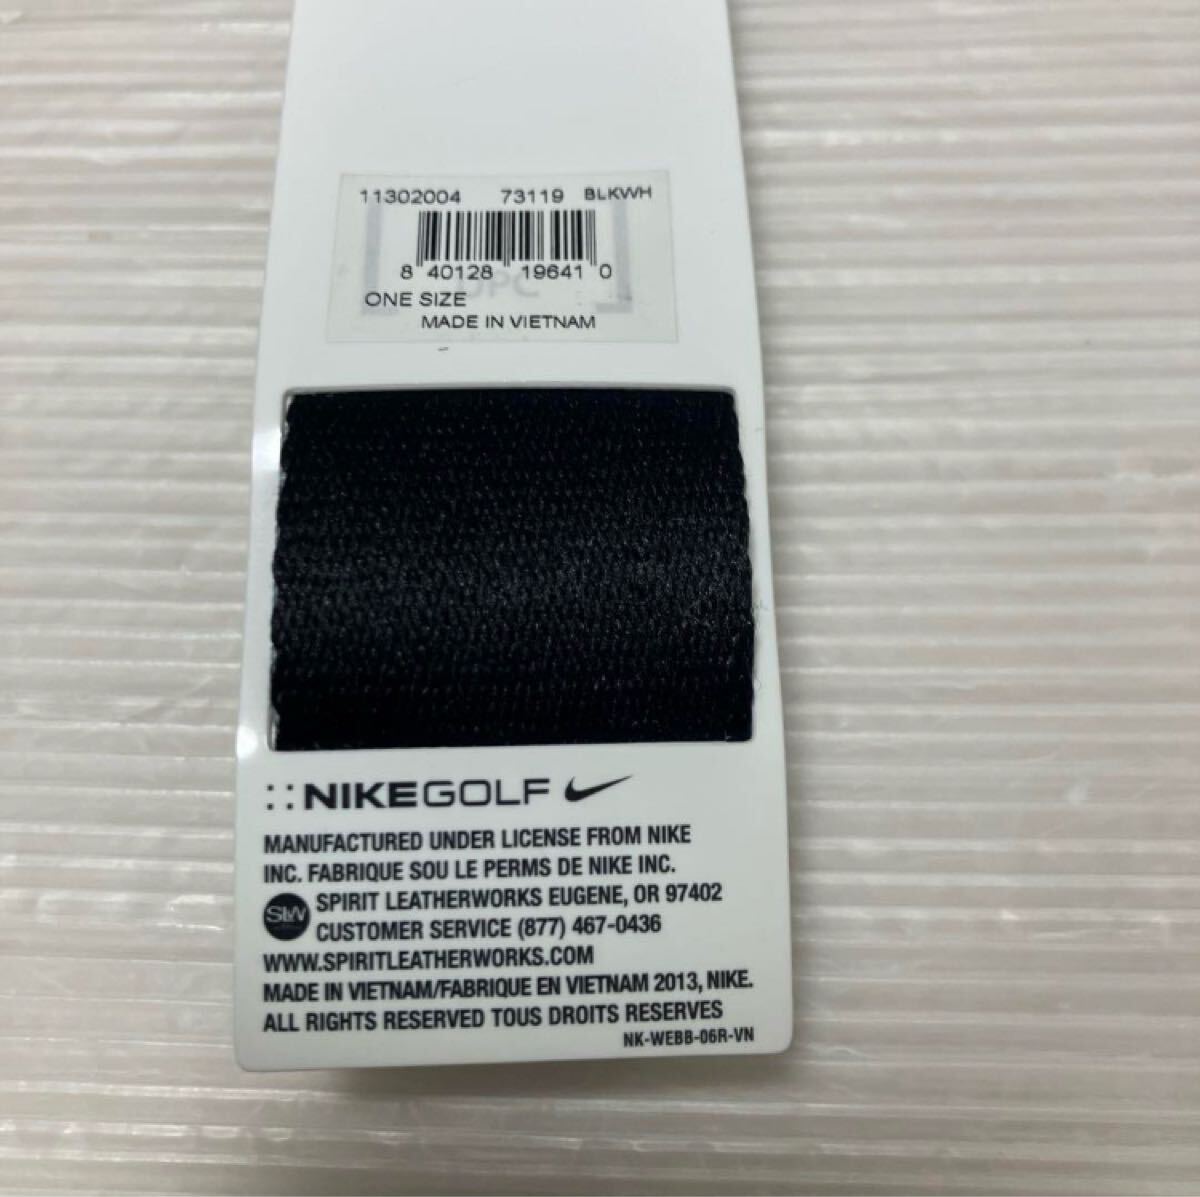 11302004 73119 BLKWH
8 40128 19641 0
UPC
ONE SIZE
MADE IN VIETNAM
::NIKEGOLF
MANUFACTURED UNDER LICENSE FROM NIKE
INC. FABRIQUE SOU LE PERMS DE NIKE INC.
SLW
SPIRIT LEATHERWORKS EUGENE, OR 97402
CUSTOMER SERVICE (877) 467-0436
WWW.SPIRITLEATHERWORKS.COM
MADE IN VIETNAM/FABRIQUE EN VIETNAM 2013, NIKE.
ALL RIGHTS RESERVED TOUS DROITS RESERVES
NK-WEBB-06R-VN